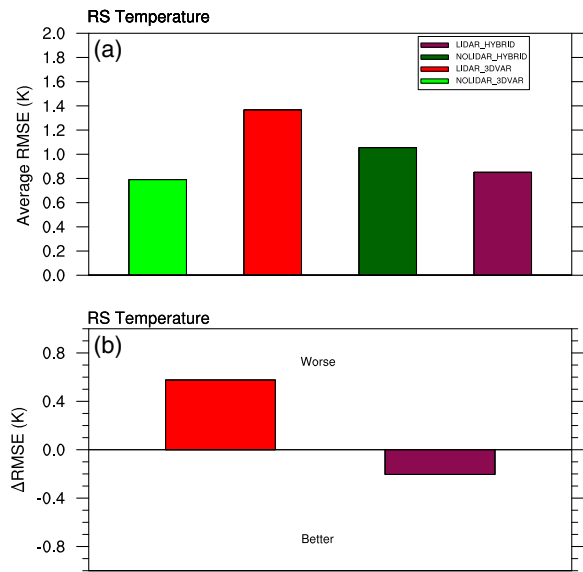 RS Temperature
(a)
LIDAR_HYBRID
NOLIDAR_HYBRID
LIDAR_3DVAR
NOLIDAR_3DVAR
Average RMSE (K)
2.0
1.8
1.6
1.4
1.2
1.0
0.8
0.6
0.4
0.2
0.0
RS Temperature
(b)
Worse
ΔRMSE (K)
0.8
0.4
0.0
-0.4
-0.8
Better